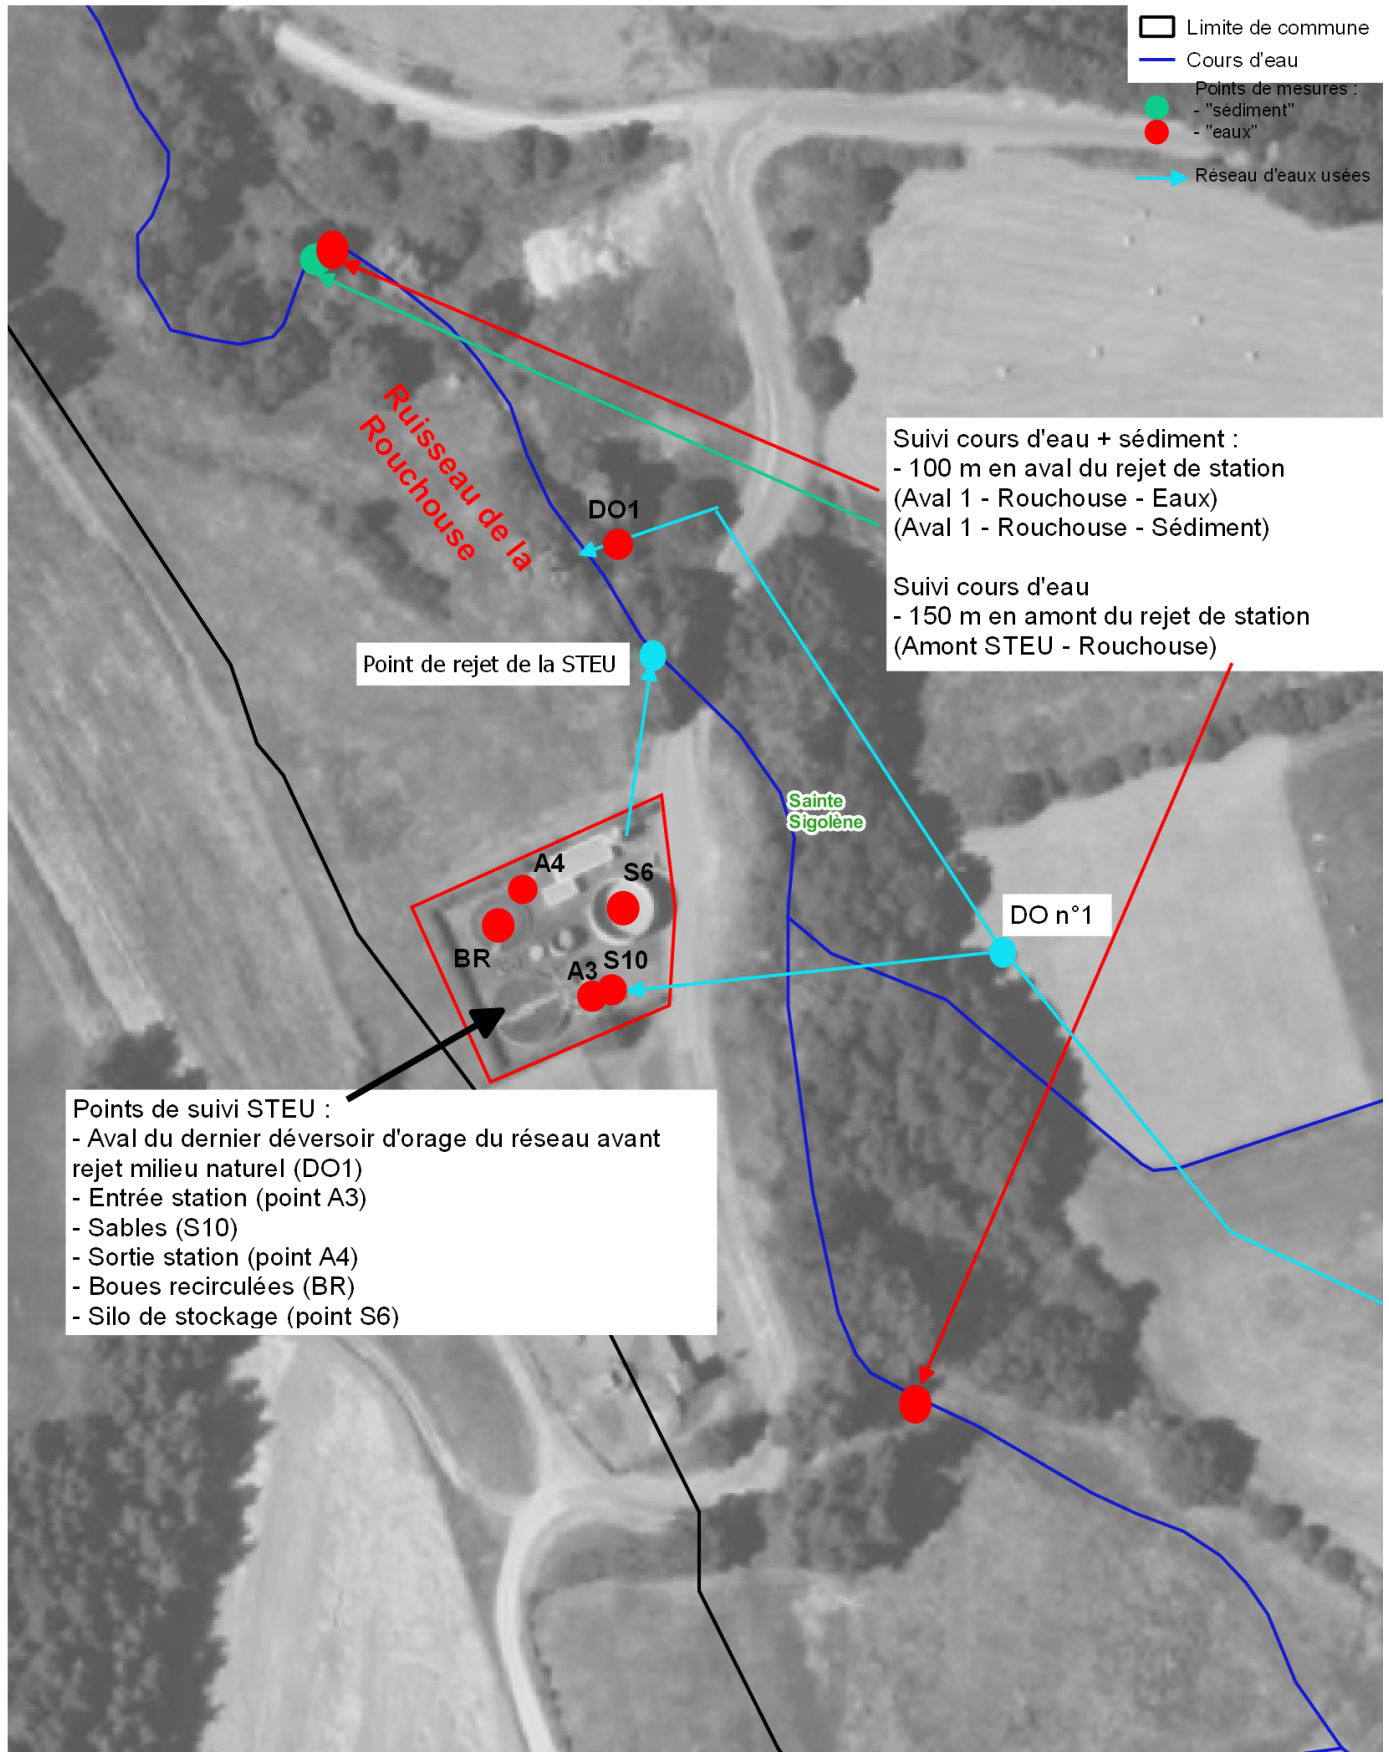 Limite de commune
Cours d'eau
Points de mesures :
- "sédiment"
- "eaux"
Réseau d'eaux usées
Ruisseau de la
Rouchouse
Suivi cours d'eau + sédiment :
- 100 m en aval du rejet de station
(Aval 1 - Rouchouse - Eaux)
(Aval 1 - Rouchouse - Sédiment)
Suivi cours d'eau
- 150 m en amont du rejet de station
(Amont STEU - Rouchouse)
DO1
Point de rejet de la STEU
Sainte
Sigolène
A4
S6
DO n°1
BR
A3
S10
Points de suivi STEU :
- Aval du dernier déversoir d'orage du réseau avant
rejet milieu naturel (DO1)
- Entrée station (point A3)
- Sables (S10)
- Sortie station (point A4)
- Boues recirculées (BR)
- Silo de stockage (point S6)